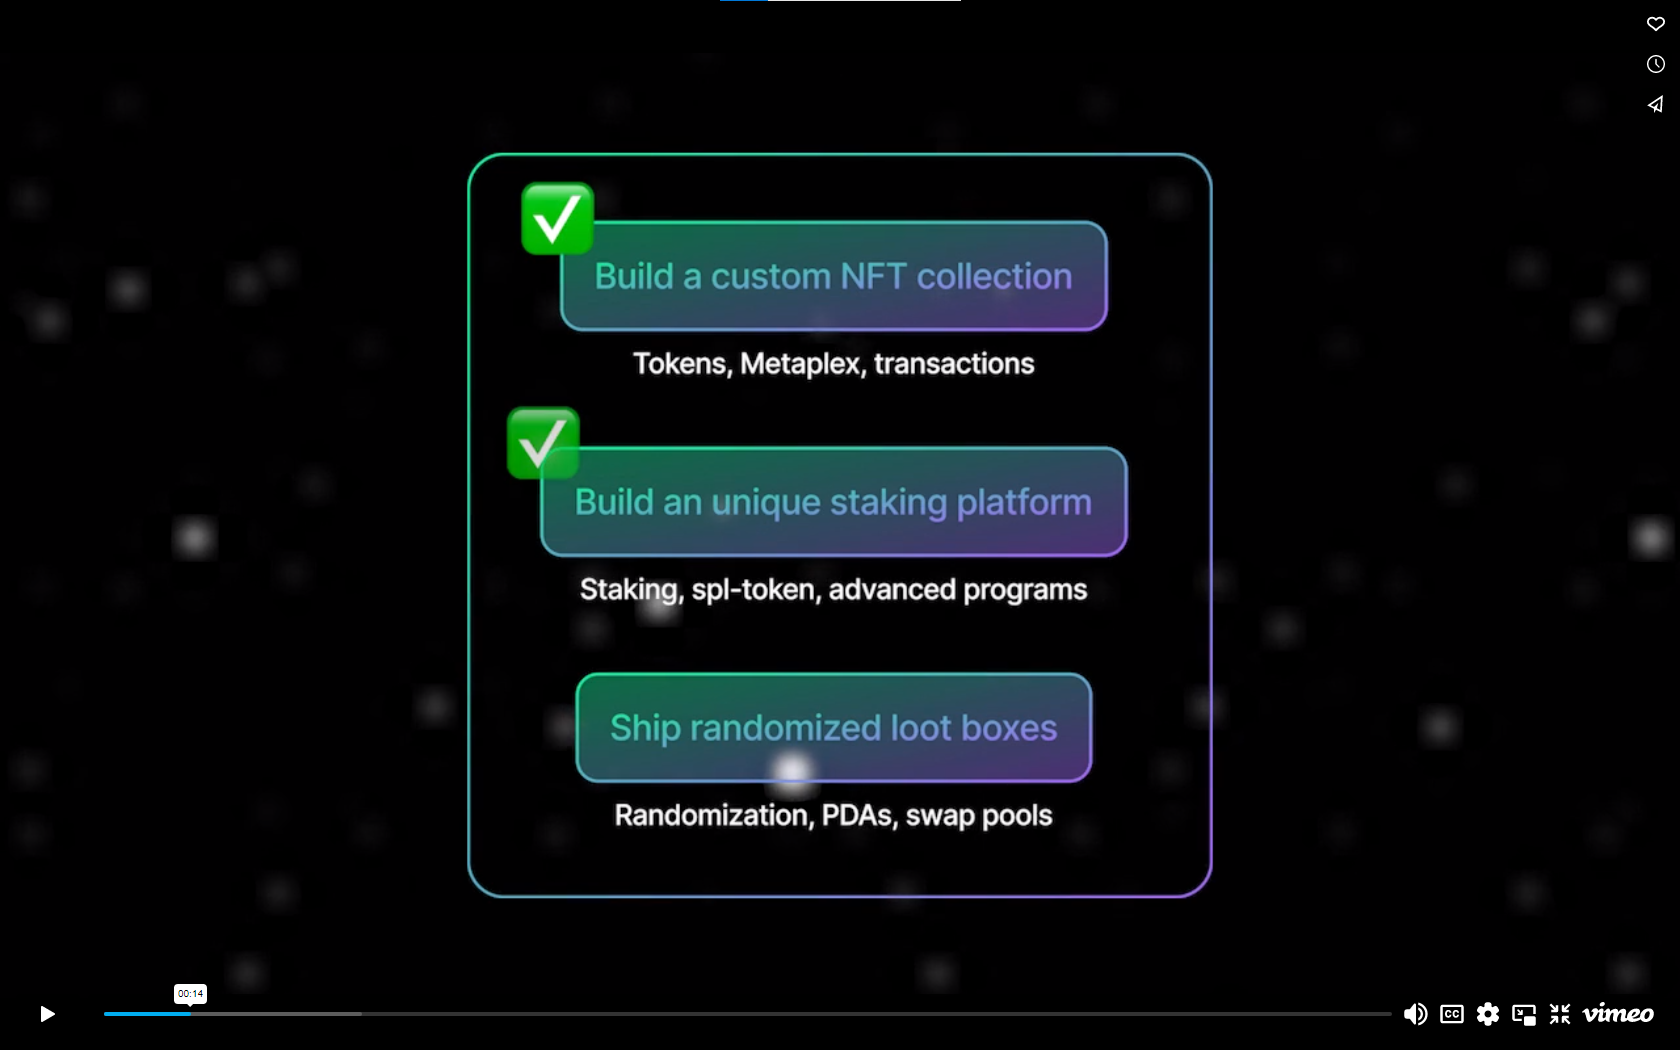 Build a custom NFT collection
Tokens, Metaplex, transactions
Build an unique staking platform
Staking, spl-token, advanced programs
Ship randomized loot boxes
Randomization, PDAs, swap pools
00:14
CC
vimeo